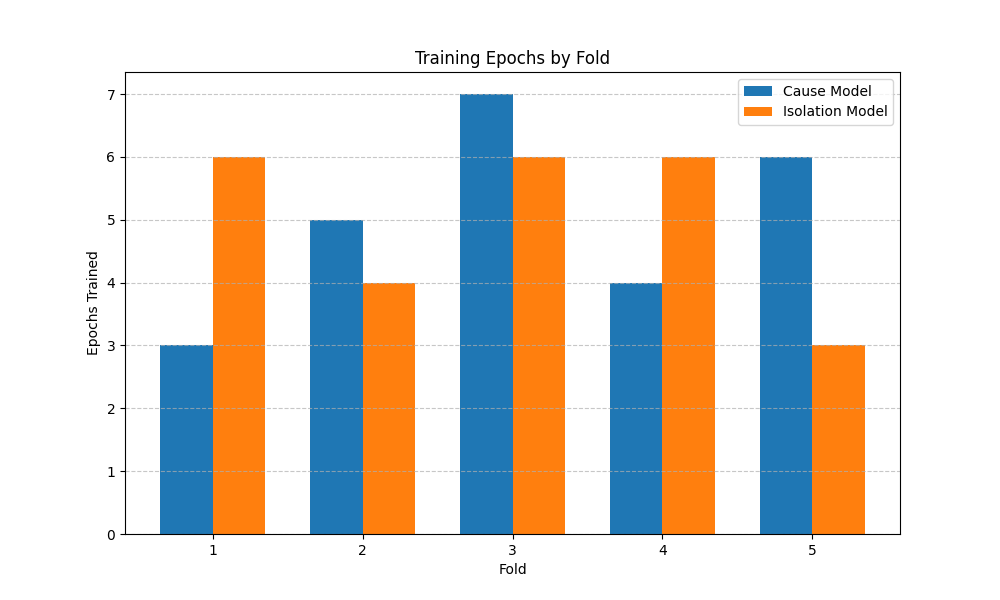 Training Epochs by Fold
Cause Model
Isolation Model
Epochs Trained
7
6
5
4
3
2
1
0
1 2 3 4 5
Fold